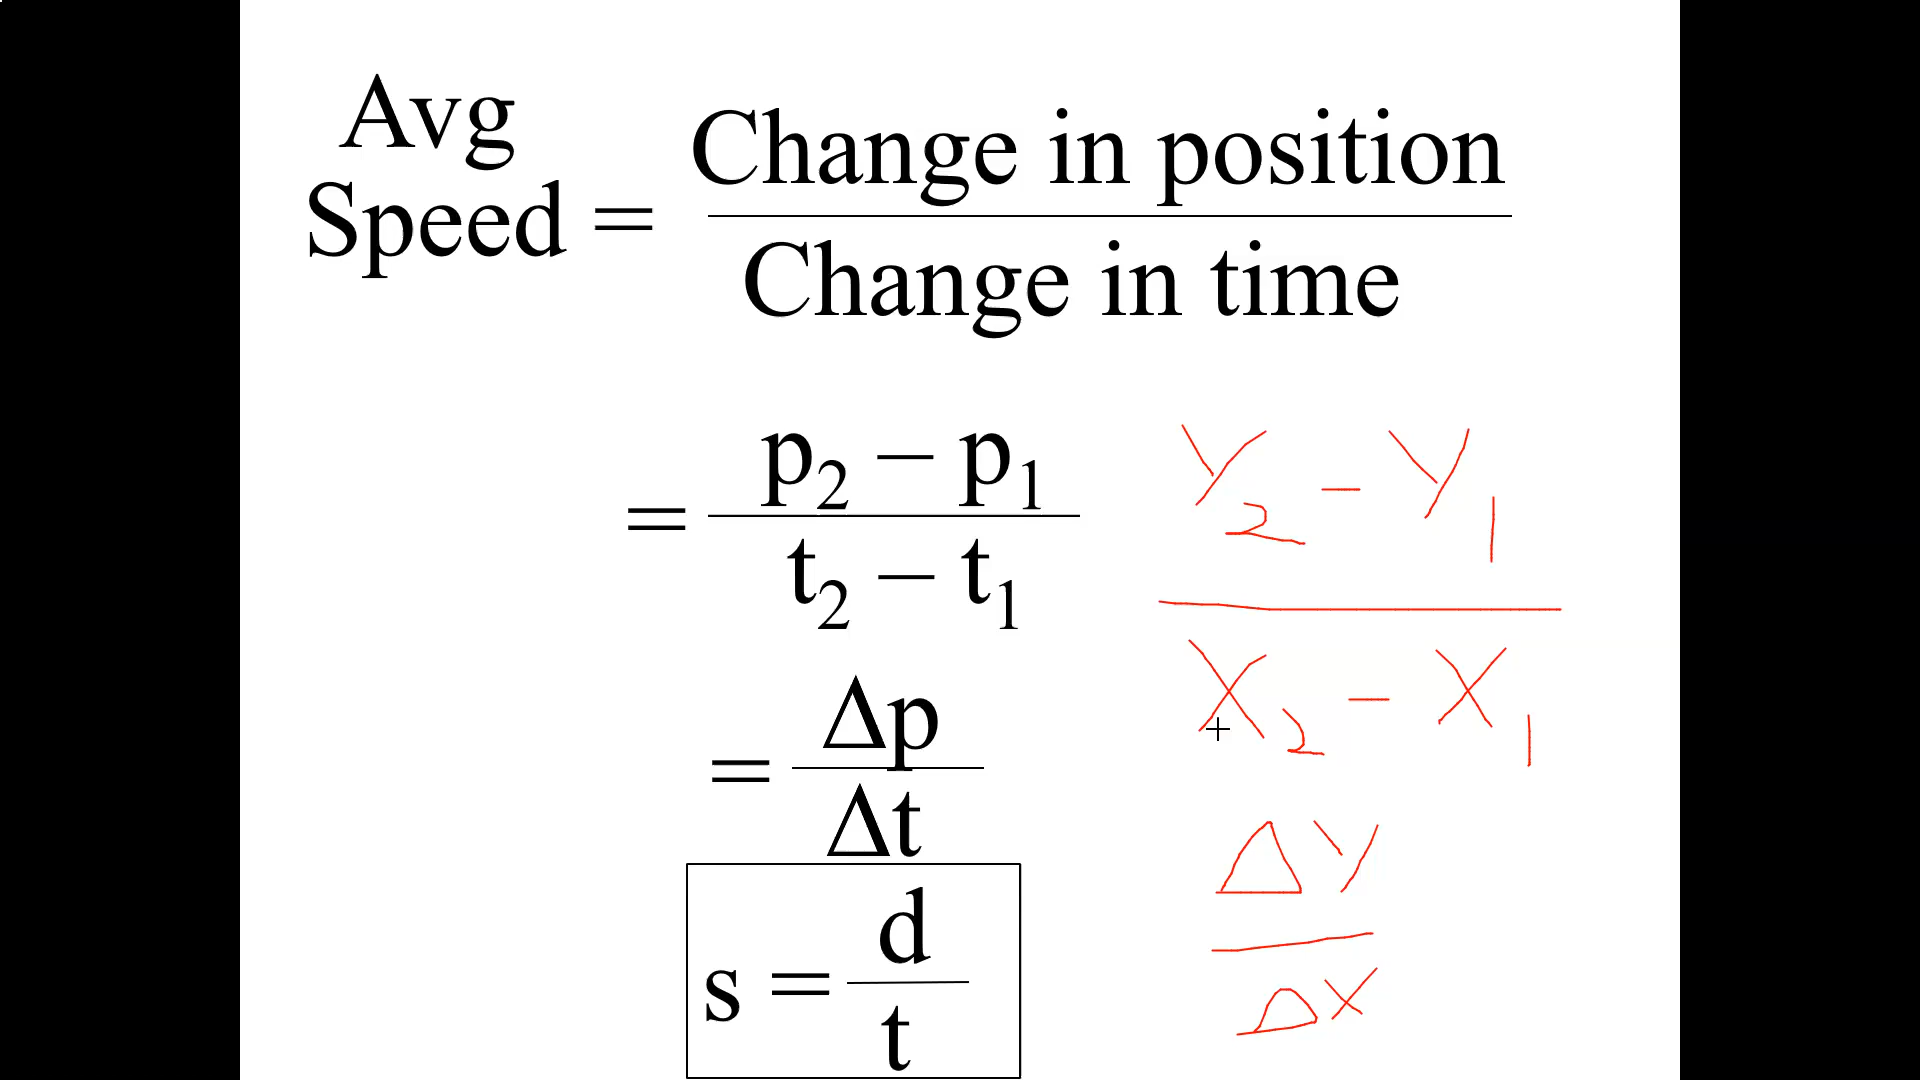 Avg
Speed = Change in position
Change in time
= p₂ – p₁
t₂ – t₁
Y₂ – Y₁
X₂ – X₁
= Δp
Δt
ΔY
ΔX
s = d
t